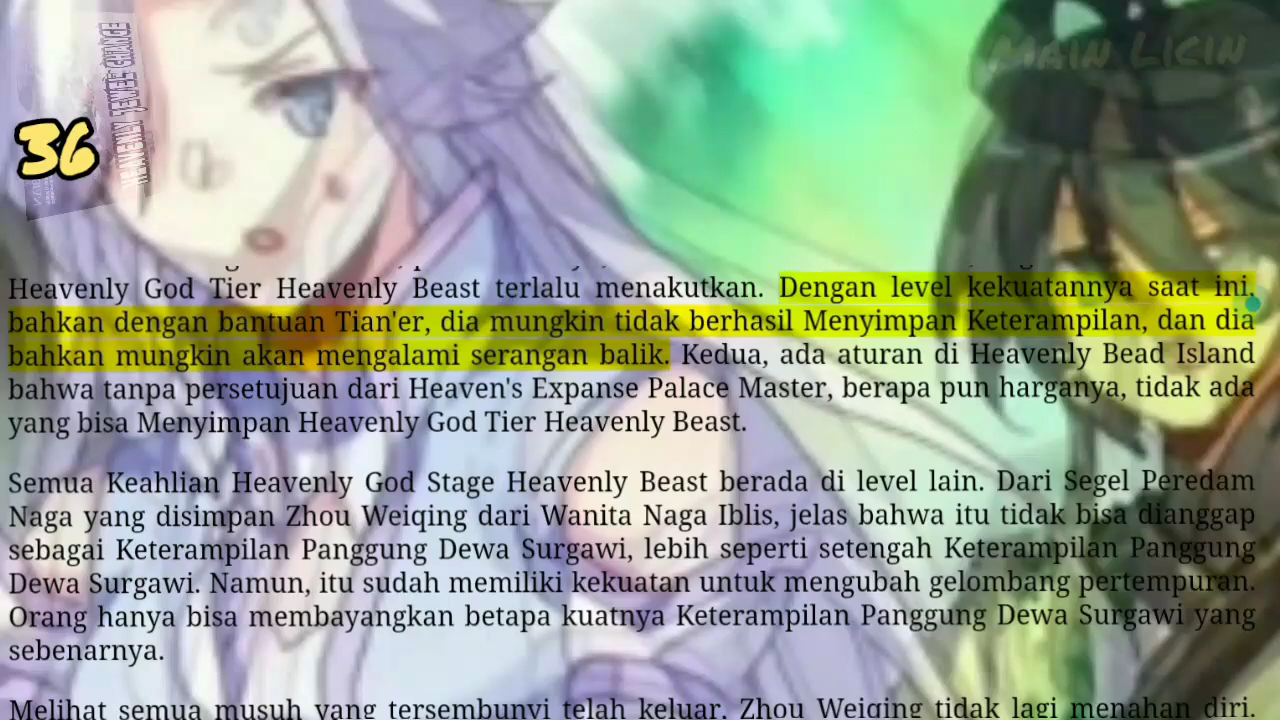 MAIN LICIN
HEAVENLY JEWEL CHANGE
36
Heavenly God Tier Heavenly Beast terlalu menakutkan. Dengan level kekuatannya saat ini,
bahkan dengan bantuan Tian'er, dia mungkin tidak berhasil Menyimpan Keterampilan, dan dia
bahkan mungkin akan mengalami serangan balik. Kedua, ada aturan di Heavenly Bead Island
bahwa tanpa persetujuan dari Heaven's Expanse Palace Master, berapa pun harganya, tidak ada
yang bisa Menyimpan Heavenly God Tier Heavenly Beast.
Semua Keahlian Heavenly God Stage Heavenly Beast berada di level lain. Dari Segel Peredam
Naga yang disimpan Zhou Weiqing dari Wanita Naga Iblis, jelas bahwa itu tidak bisa dianggap
sebagai Keterampilan Panggung Dewa Surgawi, lebih seperti setengah Keterampilan Panggung
Dewa Surgawi. Namun, itu sudah memiliki kekuatan untuk mengubah gelombang pertempuran.
Orang hanya bisa membayangkan betapa kuatnya Keterampilan Panggung Dewa Surgawi yang
sebenarnya.
Melihat semua musuh yang tersembunyi telah keluar, Zhou Weiqing tidak lagi menahan diri.